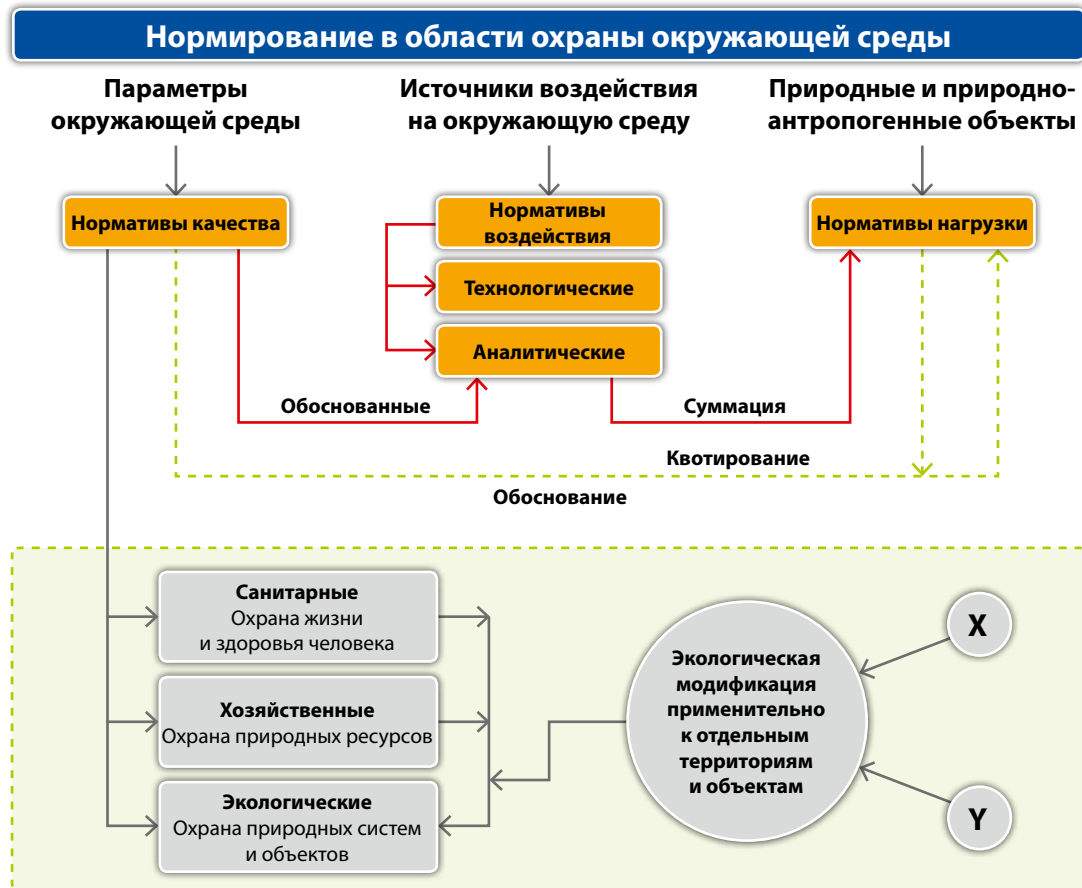 Нормирование в области охраны окружающей среды
Параметры
окружающей среды
Источники воздействия
на окружающую среду
Природные и природно-
антропогенные объекты
Нормативы качества
Нормативы
воздействия
Технологические
Аналитические
Нормативы нагрузки
Обоснованные
Суммация
Квотирование
Обоснование
Санитарные
Охрана жизни
и здоровья человека
Хозяйственные
Охрана природных ресурсов
Экологические
Охрана природных систем
и объектов
Экологическая
модификация
применительно
к отдельным
территориям
и объектам
X
Y